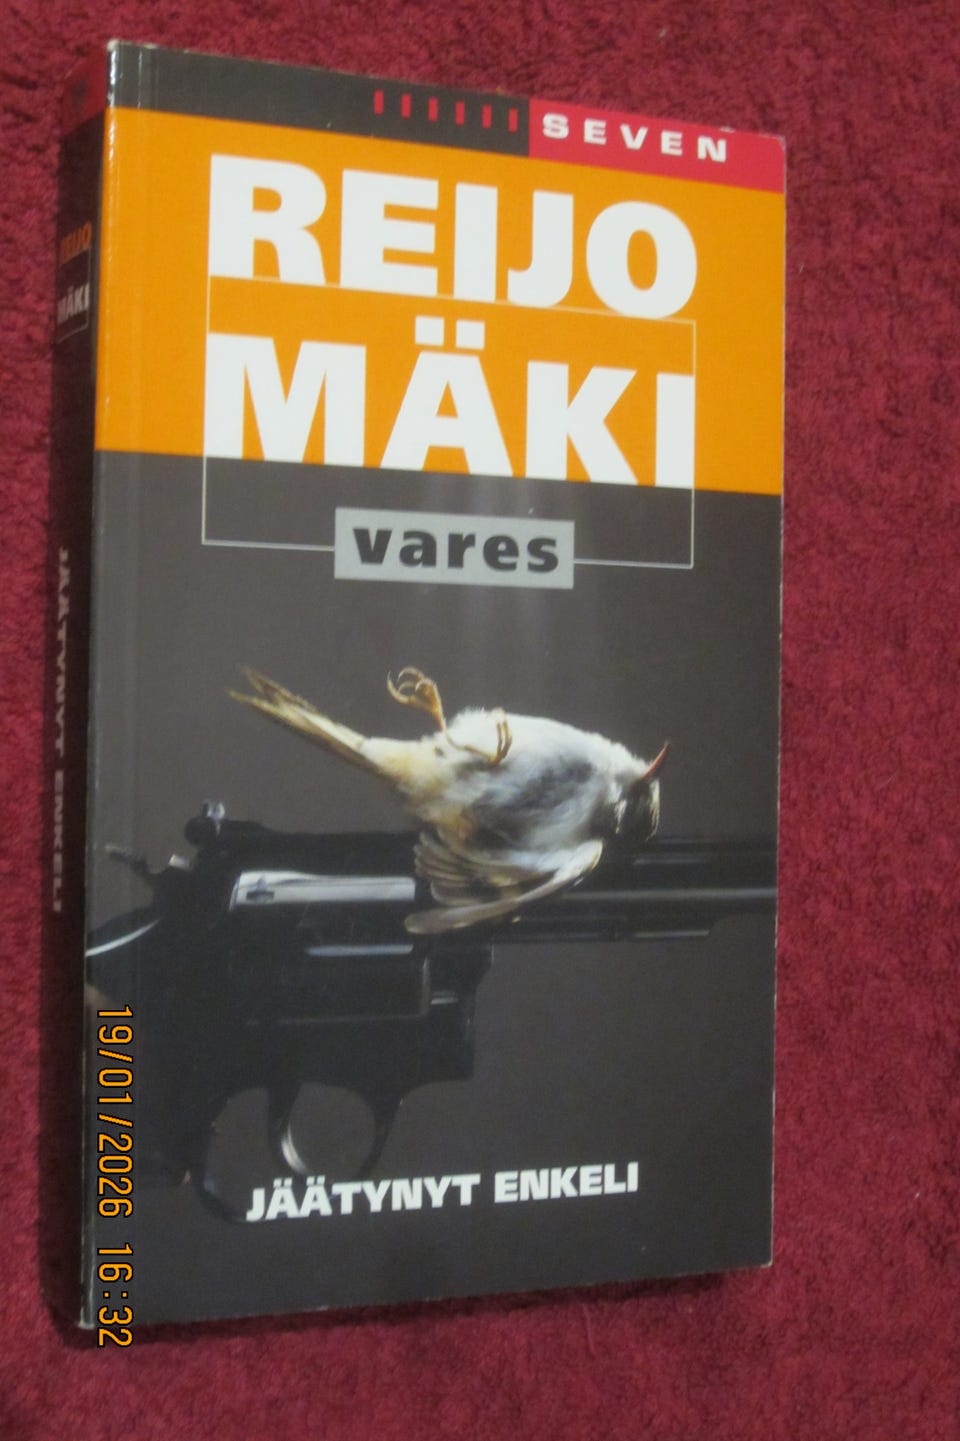 SEVEN
REIJO
MÄKI
vares
JÄÄTYNYT ENKELI
REIJO
MÄKI
JÄÄTYNYT ENKELI
19/01/2026 16:32